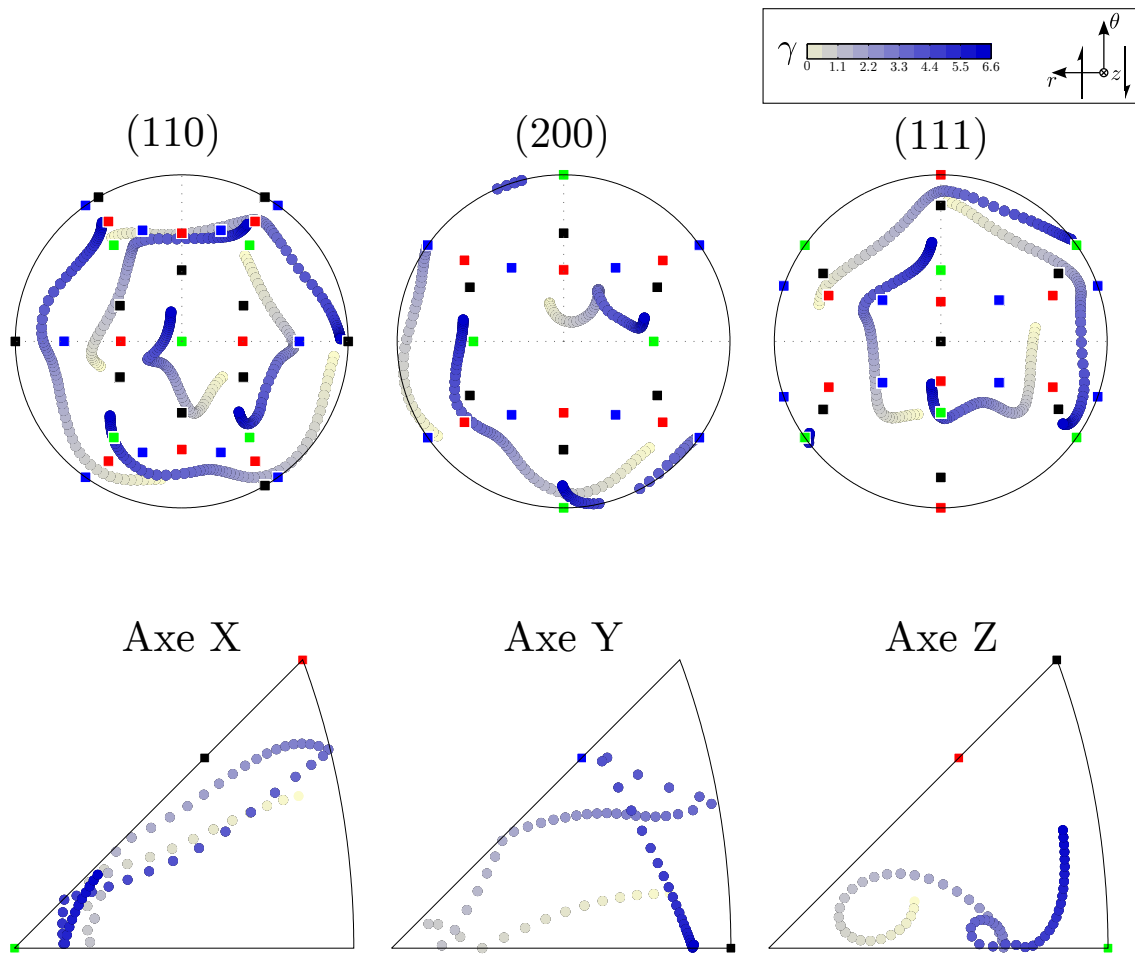 θ
γ
r z
0 1.1 2.2 3.3 4.4 5.5 6.6
(110) (200) (111)
Axe X Axe Y Axe Z